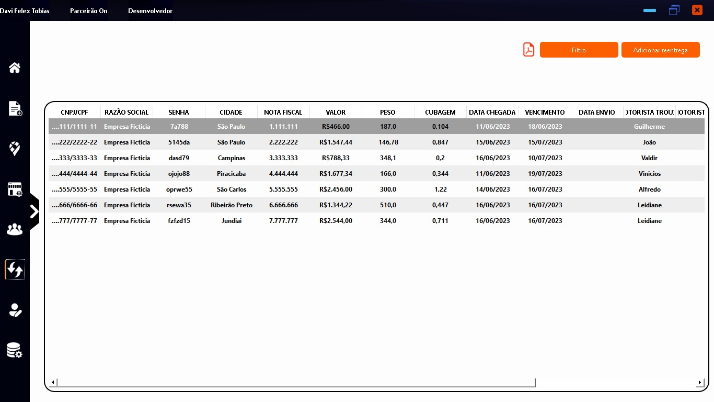 Davi Felex Tobias Parceirão On Desenvolvedor
Filtro Adicionar reentrega
CNPJ/CPF RAZÃO SOCIAL SENHA CIDADE NOTA FISCAL VALOR PESO CUBAGEM DATA CHEGADA VENCIMENTO DATA ENVIO OTORISTA TROU OTORIST
....111/1111-11 Empresa Ficticia 7a788 São Paulo 1.111.111 R$466.00 187,0 0,104 11/06/2023 18/06/2023 Guilherme
....222/2222-22 Empresa Ficticia 5145da São Paulo 2.222.222 R$1.547,44 146,78 0,847 15/06/2023 15/07/2023 João
....333/3333-33 Empresa Ficticia dasd79 Campinas 3.333.333 R$788,33 348,1 0,2 16/06/2023 10/07/2023 Valdir
....444/4444-44 Empresa Ficticia ojojo88 Piracicaba 4.444.444 R$1.677,34 166,0 0,344 11/06/2023 19/07/2023 Vinicios
....555/5555-55 Empresa Ficticia oprwe55 São Carlos 5.555.555 R$2.456,00 300,0 1,22 14/06/2023 16/07/2023 Alfredo
....666/6666-66 Empresa Ficticia rsewa35 Ribeirão Preto 6.666.666 R$1.344,22 510,0 0,447 16/06/2023 16/07/2023 Leidiane
....777/7777-77 Empresa Ficticia fzfzd15 Jundiaí 7.777.777 R$2.544,00 344,0 0,711 16/06/2023 16/07/2023 Leidiane